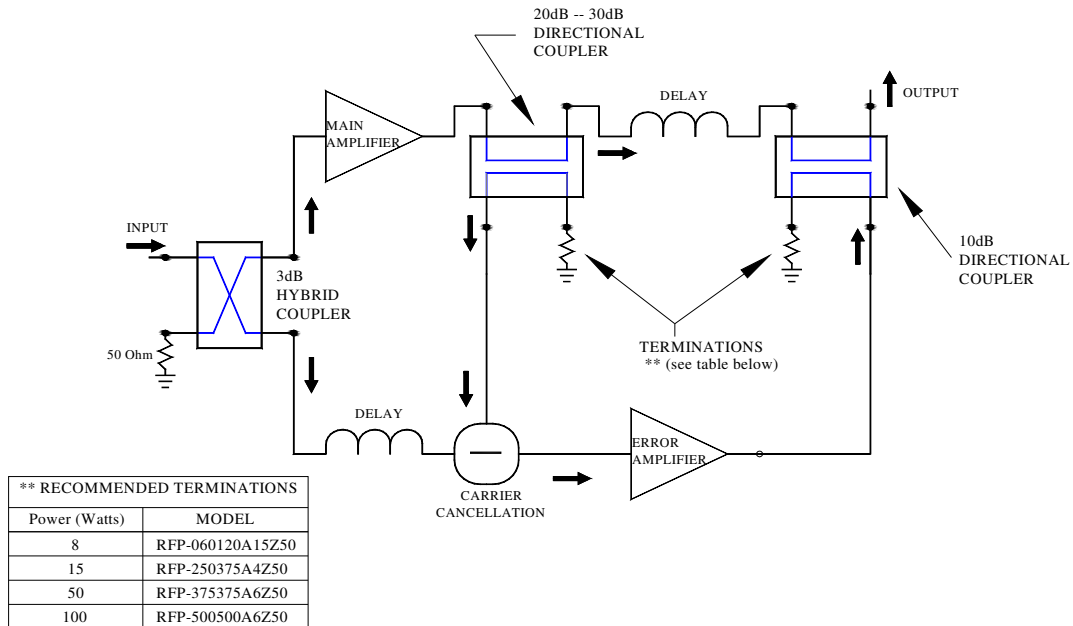 20dB -- 30dB
DIRECTIONAL
COUPLER
DELAY
OUTPUT
MAIN
AMPLIFIER
INPUT
3dB
HYBRID
COUPLER
10dB
DIRECTIONAL
COUPLER
50 Ohm
TERMINATIONS
** (see table below)
DELAY
ERROR
AMPLIFIER
CARRIER
CANCELLATION
** RECOMMENDED TERMINATIONS
Power (Watts) MODEL
8 RFP-060120A15Z50
15 RFP-250375A4Z50
50 RFP-375375A6Z50
100 RFP-500500A6Z50